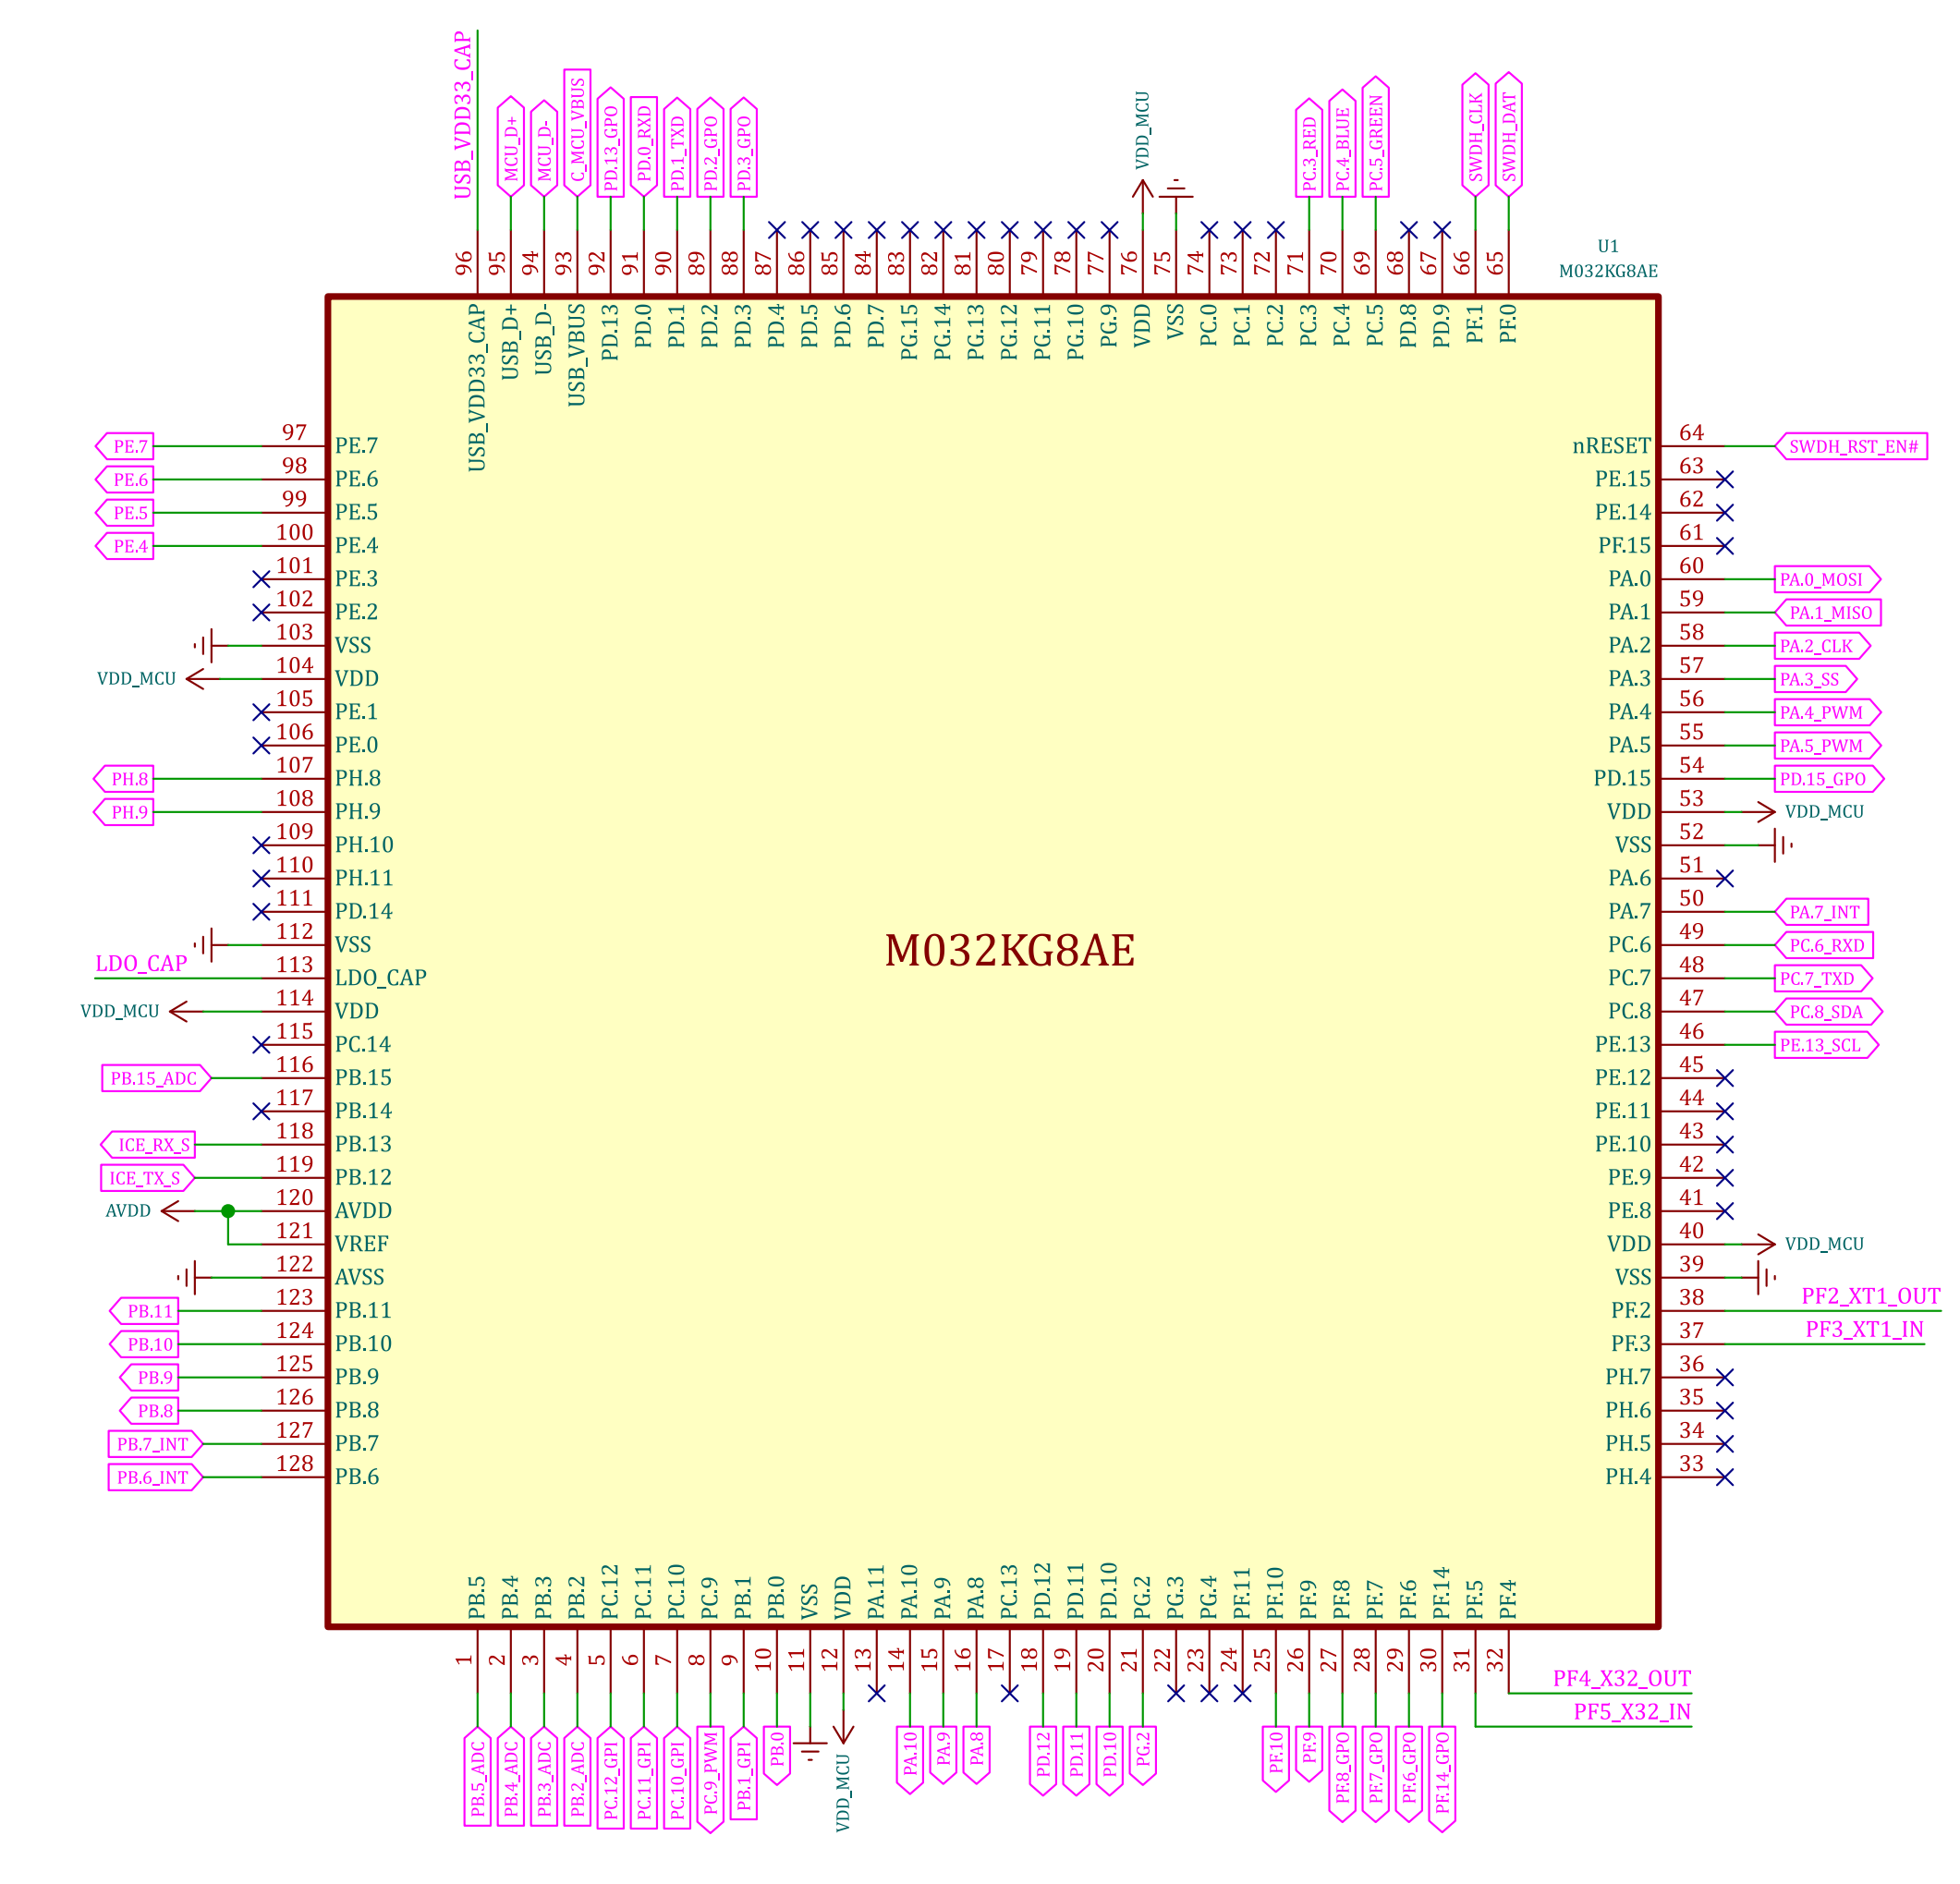 USB_VDD33_CAP
MCU_D+
MCU_D-
C_MCU_VBUS
PD.13_GPO
PD.0_RXD
PD.1_TXD
PD.2_GPO
PD.3_GPO
VDD_MCU
PC.3_RED
PC.4_BLUE
PC.5_GREEN
SWDH_CLK
SWDH_DAT
U1
M032KG8AE
96 USB_VDD33_CAP
95 USB_D+
94 USB_D-
93 USB_VBUS
92 PD.13
91 PD.0
90 PD.1
89 PD.2
88 PD.3
87 PD.4
86 PD.5
85 PD.6
84 PD.7
83 PG.15
82 PG.14
81 PG.13
80 PG.12
79 PG.11
78 PG.10
77 PG.9
76 VDD
75 VSS
74 PC.0
73 PC.1
72 PC.2
71 PC.3
70 PC.4
69 PC.5
68 PD.8
67 PD.9
66 PF.1
65 PF.0
PE.7 97 PE.7
PE.6 98 PE.6
PE.5 99 PE.5
PE.4 100 PE.4
101 PE.3
102 PE.2
103 VSS
VDD_MCU 104 VDD
105 PE.1
106 PE.0
PH.8 107 PH.8
PH.9 108 PH.9
109 PH.10
110 PH.11
111 PD.14
112 VSS
LDO_CAP 113 LDO_CAP
VDD_MCU 114 VDD
115 PC.14
PB.15_ADC 116 PB.15
117 PB.14
ICE_RX_S 118 PB.13
ICE_TX_S 119 PB.12
AVDD 120 AVDD
121 VREF
122 AVSS
PB.11 123 PB.11
PB.10 124 PB.10
PB.9 125 PB.9
PB.8 126 PB.8
PB.7_INT 127 PB.7
PB.6_INT 128 PB.6
M032KG8AE
nRESET 64 SWDH_RST_EN#
PE.15 63
PE.14 62
PF.15 61
PA.0 60 PA.0_MOSI
PA.1 59 PA.1_MISO
PA.2 58 PA.2_CLK
PA.3 57 PA.3_SS
PA.4 56 PA.4_PWM
PA.5 55 PA.5_PWM
PD.15 54 PD.15_GPO
VDD 53 VDD_MCU
VSS 52
PA.6 51
PA.7 50 PA.7_INT
PC.6 49 PC.6_RXD
PC.7 48 PC.7_TXD
PC.8 47 PC.8_SDA
PE.13 46 PE.13_SCL
PE.12 45
PE.11 44
PE.10 43
PE.9 42
PE.8 41
VDD 40 VDD_MCU
VSS 39
PF.2 38 PF2_XT1_OUT
PF.3 37 PF3_XT1_IN
PH.7 36
PH.6 35
PH.5 34
PH.4 33
PB.5 1 PB.5_ADC
PB.4 2 PB.4_ADC
PB.3 3 PB.3_ADC
PB.2 4 PB.2_ADC
PC.12 5 PC.12_GPI
PC.11 6 PC.11_GPI
PC.10 7 PC.10_GPI
PC.9 8 PC.9_PWM
PB.1 9 PB.1_GPI
PB.0 10 PB.0
VSS 11
VDD 12 VDD_MCU
PA.11 13
PA.10 14 PA.10
PA.9 15 PA.9
PA.8 16 PA.8
PC.13 17
PD.12 18 PD.12
PD.11 19 PD.11
PD.10 20 PD.10
PG.2 21 PG.2
PG.3 22
PG.4 23
PF.11 24
PF.10 25 PF.10
PF.9 26 PF.9
PF.8 27 PF.8_GPO
PF.7 28 PF.7_GPO
PF.6 29 PF.6_GPO
PF.14 30 PF.14_GPO
PF.5 31 PF5_X32_IN
PF.4 32 PF4_X32_OUT